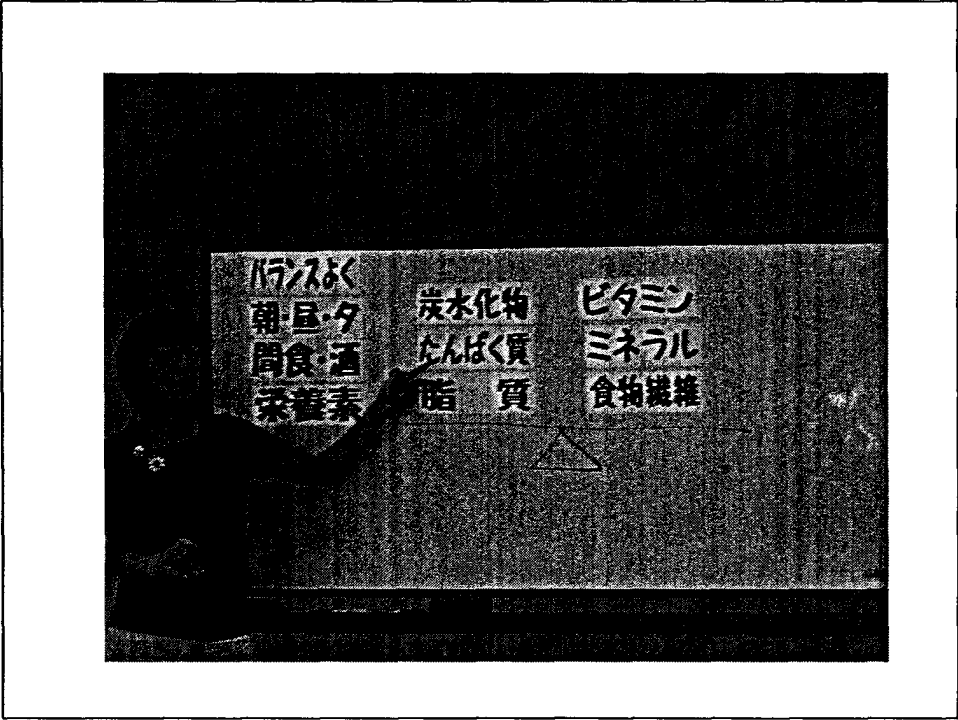 バランスよく
朝・昼・夕
間食・酒
栄養素
炭水化物
たんぱく質
脂 質
ビタミン
ミネラル
食物繊維